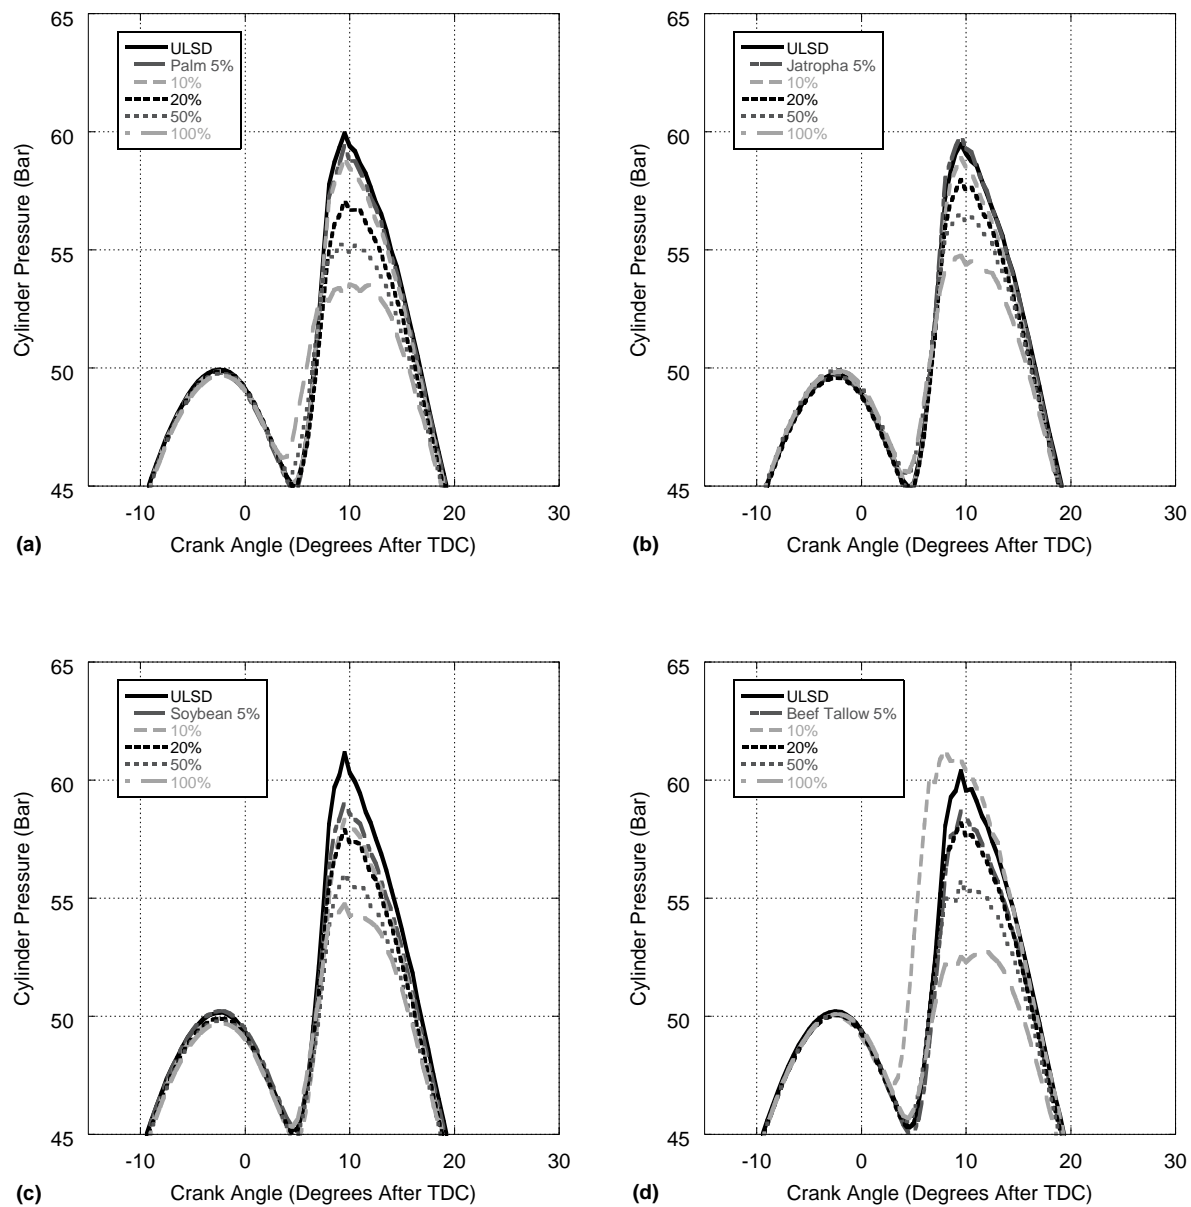 65
60
55
50
45
Cylinder Pressure (Bar)
ULSD
Palm 5%
10%
20%
50%
100%
-10 0 10 20 30
Crank Angle (Degrees After TDC)
(a)
65
60
55
50
45
Cylinder Pressure (Bar)
ULSD
Jatropha 5%
10%
20%
50%
100%
-10 0 10 20 30
Crank Angle (Degrees After TDC)
(b)
65
60
55
50
45
Cylinder Pressure (Bar)
ULSD
Soybean 5%
10%
20%
50%
100%
-10 0 10 20 30
Crank Angle (Degrees After TDC)
(c)
65
60
55
50
45
Cylinder Pressure (Bar)
ULSD
Beef Tallow 5%
10%
20%
50%
100%
-10 0 10 20 30
Crank Angle (Degrees After TDC)
(d)